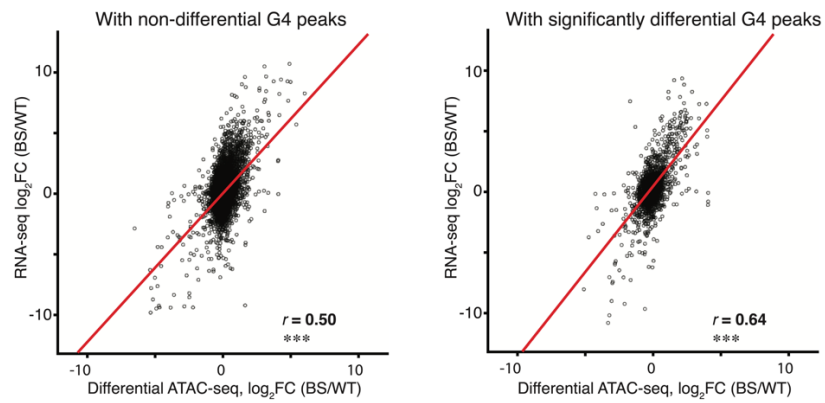 With non-differential G4 peaks
10
0
-10
RNA-seq log₂FC (BS/WT)
r = 0.50
***
-10
0
10
Differential ATAC-seq, log₂FC (BS/WT)
With significantly differential G4 peaks
10
0
-10
RNA-seq log₂FC (BS/WT)
r = 0.64
***
-10
0
10
Differential ATAC-seq, log₂FC (BS/WT)